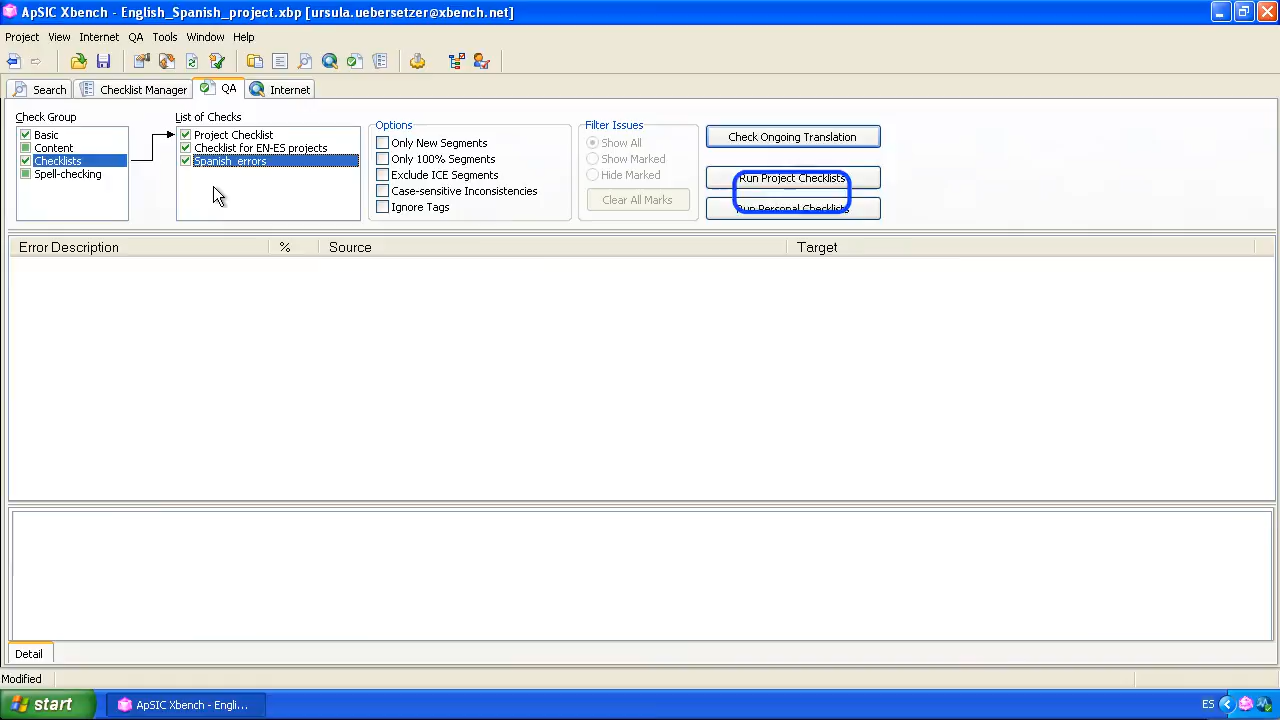 ApSIC Xbench - English_Spanish_project.xbp [ursula.uebersetzer@xbench.net]
Project View Internet QA Tools Window Help
Search Checklist Manager QA Internet
Check Group
Basic
Content
Checklists
Spell-checking
List of Checks
Project Checklist
Checklist for EN-ES projects
Spanish_errors
Options
Only New Segments
Only 100% Segments
Exclude ICE Segments
Case-sensitive Inconsistencies
Ignore Tags
Filter Issues
Show All
Show Marked
Hide Marked
Clear All Marks
Check Ongoing Translation
Run Project Checklists
Run Personal Checklists
Error Description % Source Target
Detail
Modified
start ApSIC Xbench - Engli... ES